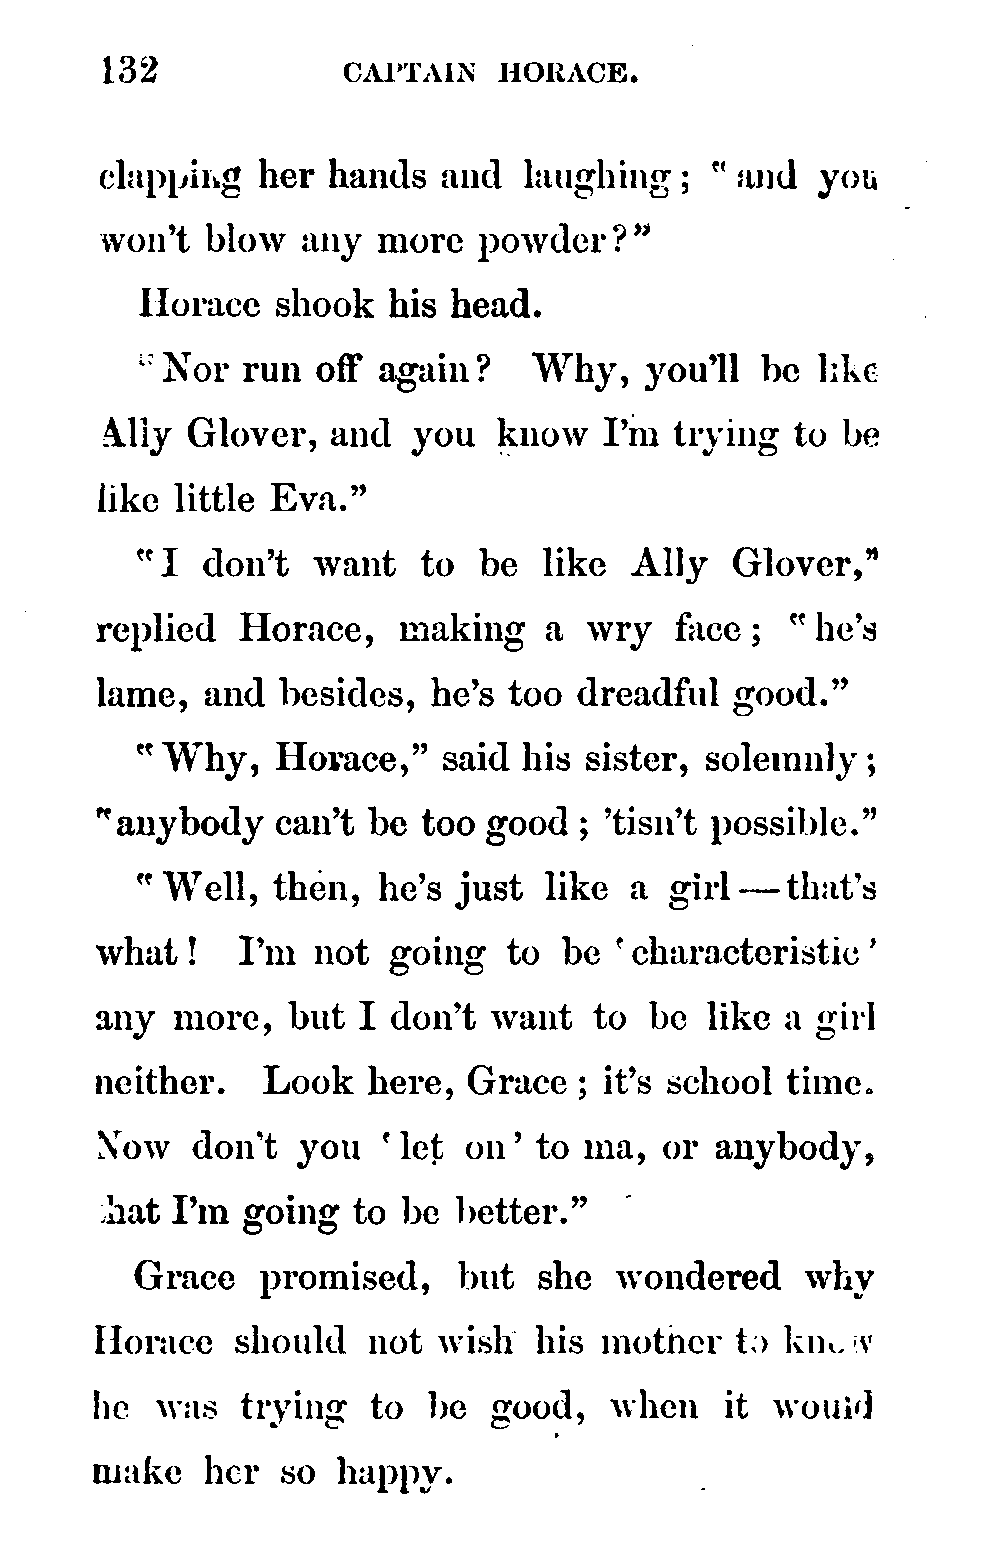 132 CAPTAIN HORACE.
clapping her hands and laughing; "and you
won't blow any more powder?"
Horace shook his head.
"Nor run off again? Why, you'll be like
Ally Glover, and you know I'm trying to be
like little Eva."
"I don't want to be like Ally Glover,"
replied Horace, making a wry face; "he's
lame, and besides, he's too dreadful good."
"Why, Horace," said his sister, solemnly;
"anybody can't be too good; 'tisn't possible."
"Well, then, he's just like a girl — that's
what! I'm not going to be 'characteristic'
any more, but I don't want to be like a girl
neither. Look here, Grace; it's school time.
Now don't you 'let on' to ma, or anybody,
that I'm going to be better."
Grace promised, but she wondered why
Horace should not wish his mother to know
he was trying to be good, when it would
make her so happy.